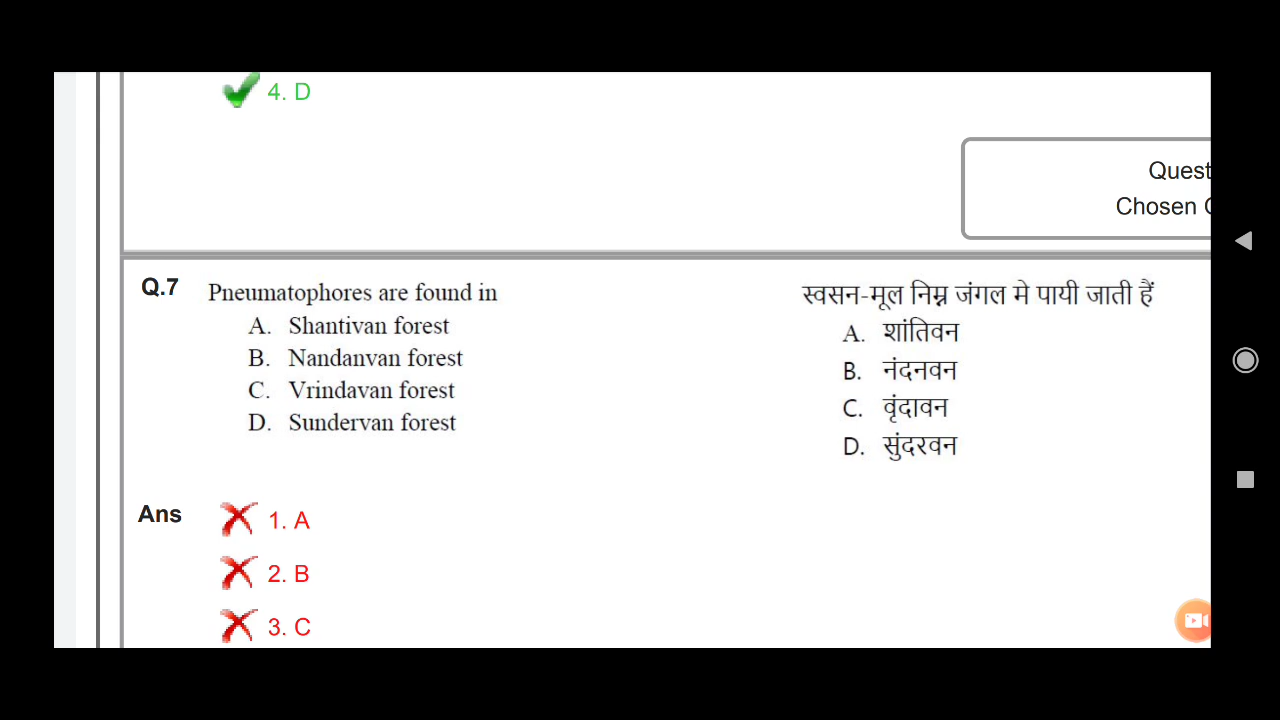 4. D
Quest
Chosen
Q.7 Pneumatophores are found in
A. Shantivan forest
B. Nandanvan forest
C. Vrindavan forest
D. Sundervan forest
स्वसन-मूल निम्न जंगल मे पायी जाती हैं
A. शांतिवन
B. नंदनवन
C. वृंदावन
D. सुंदरवन
Ans
1. A
2. B
3. C